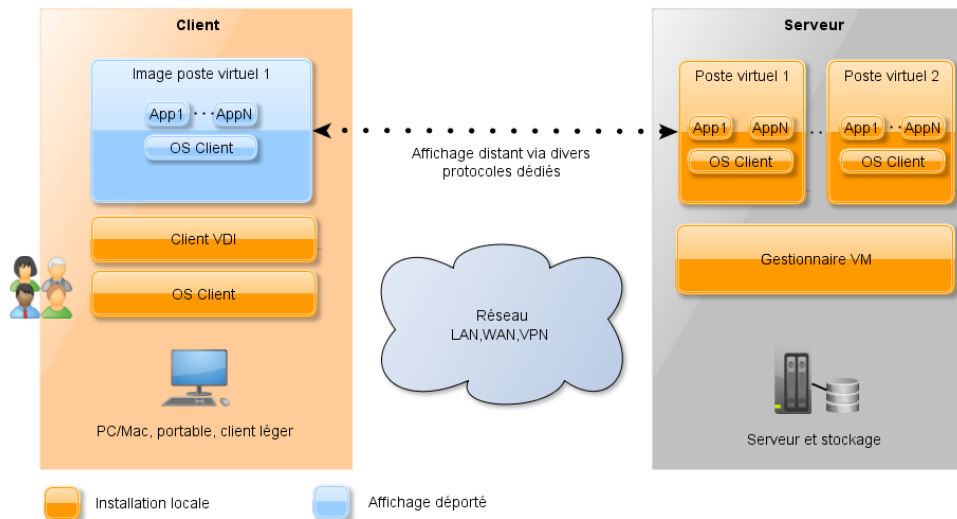 Client
Image poste virtuel 1
App1 ··· AppN
OS Client
Client VDI
OS Client
PC/Mac, portable, client léger
Affichage distant via divers
protocoles dédiés
Réseau
LAN,WAN,VPN
Serveur
Poste virtuel 1
App1 AppN
OS Client
Poste virtuel 2
App1 ·· AppN
OS Client
Gestionnaire VM
Serveur et stockage
Installation locale
Affichage déporté